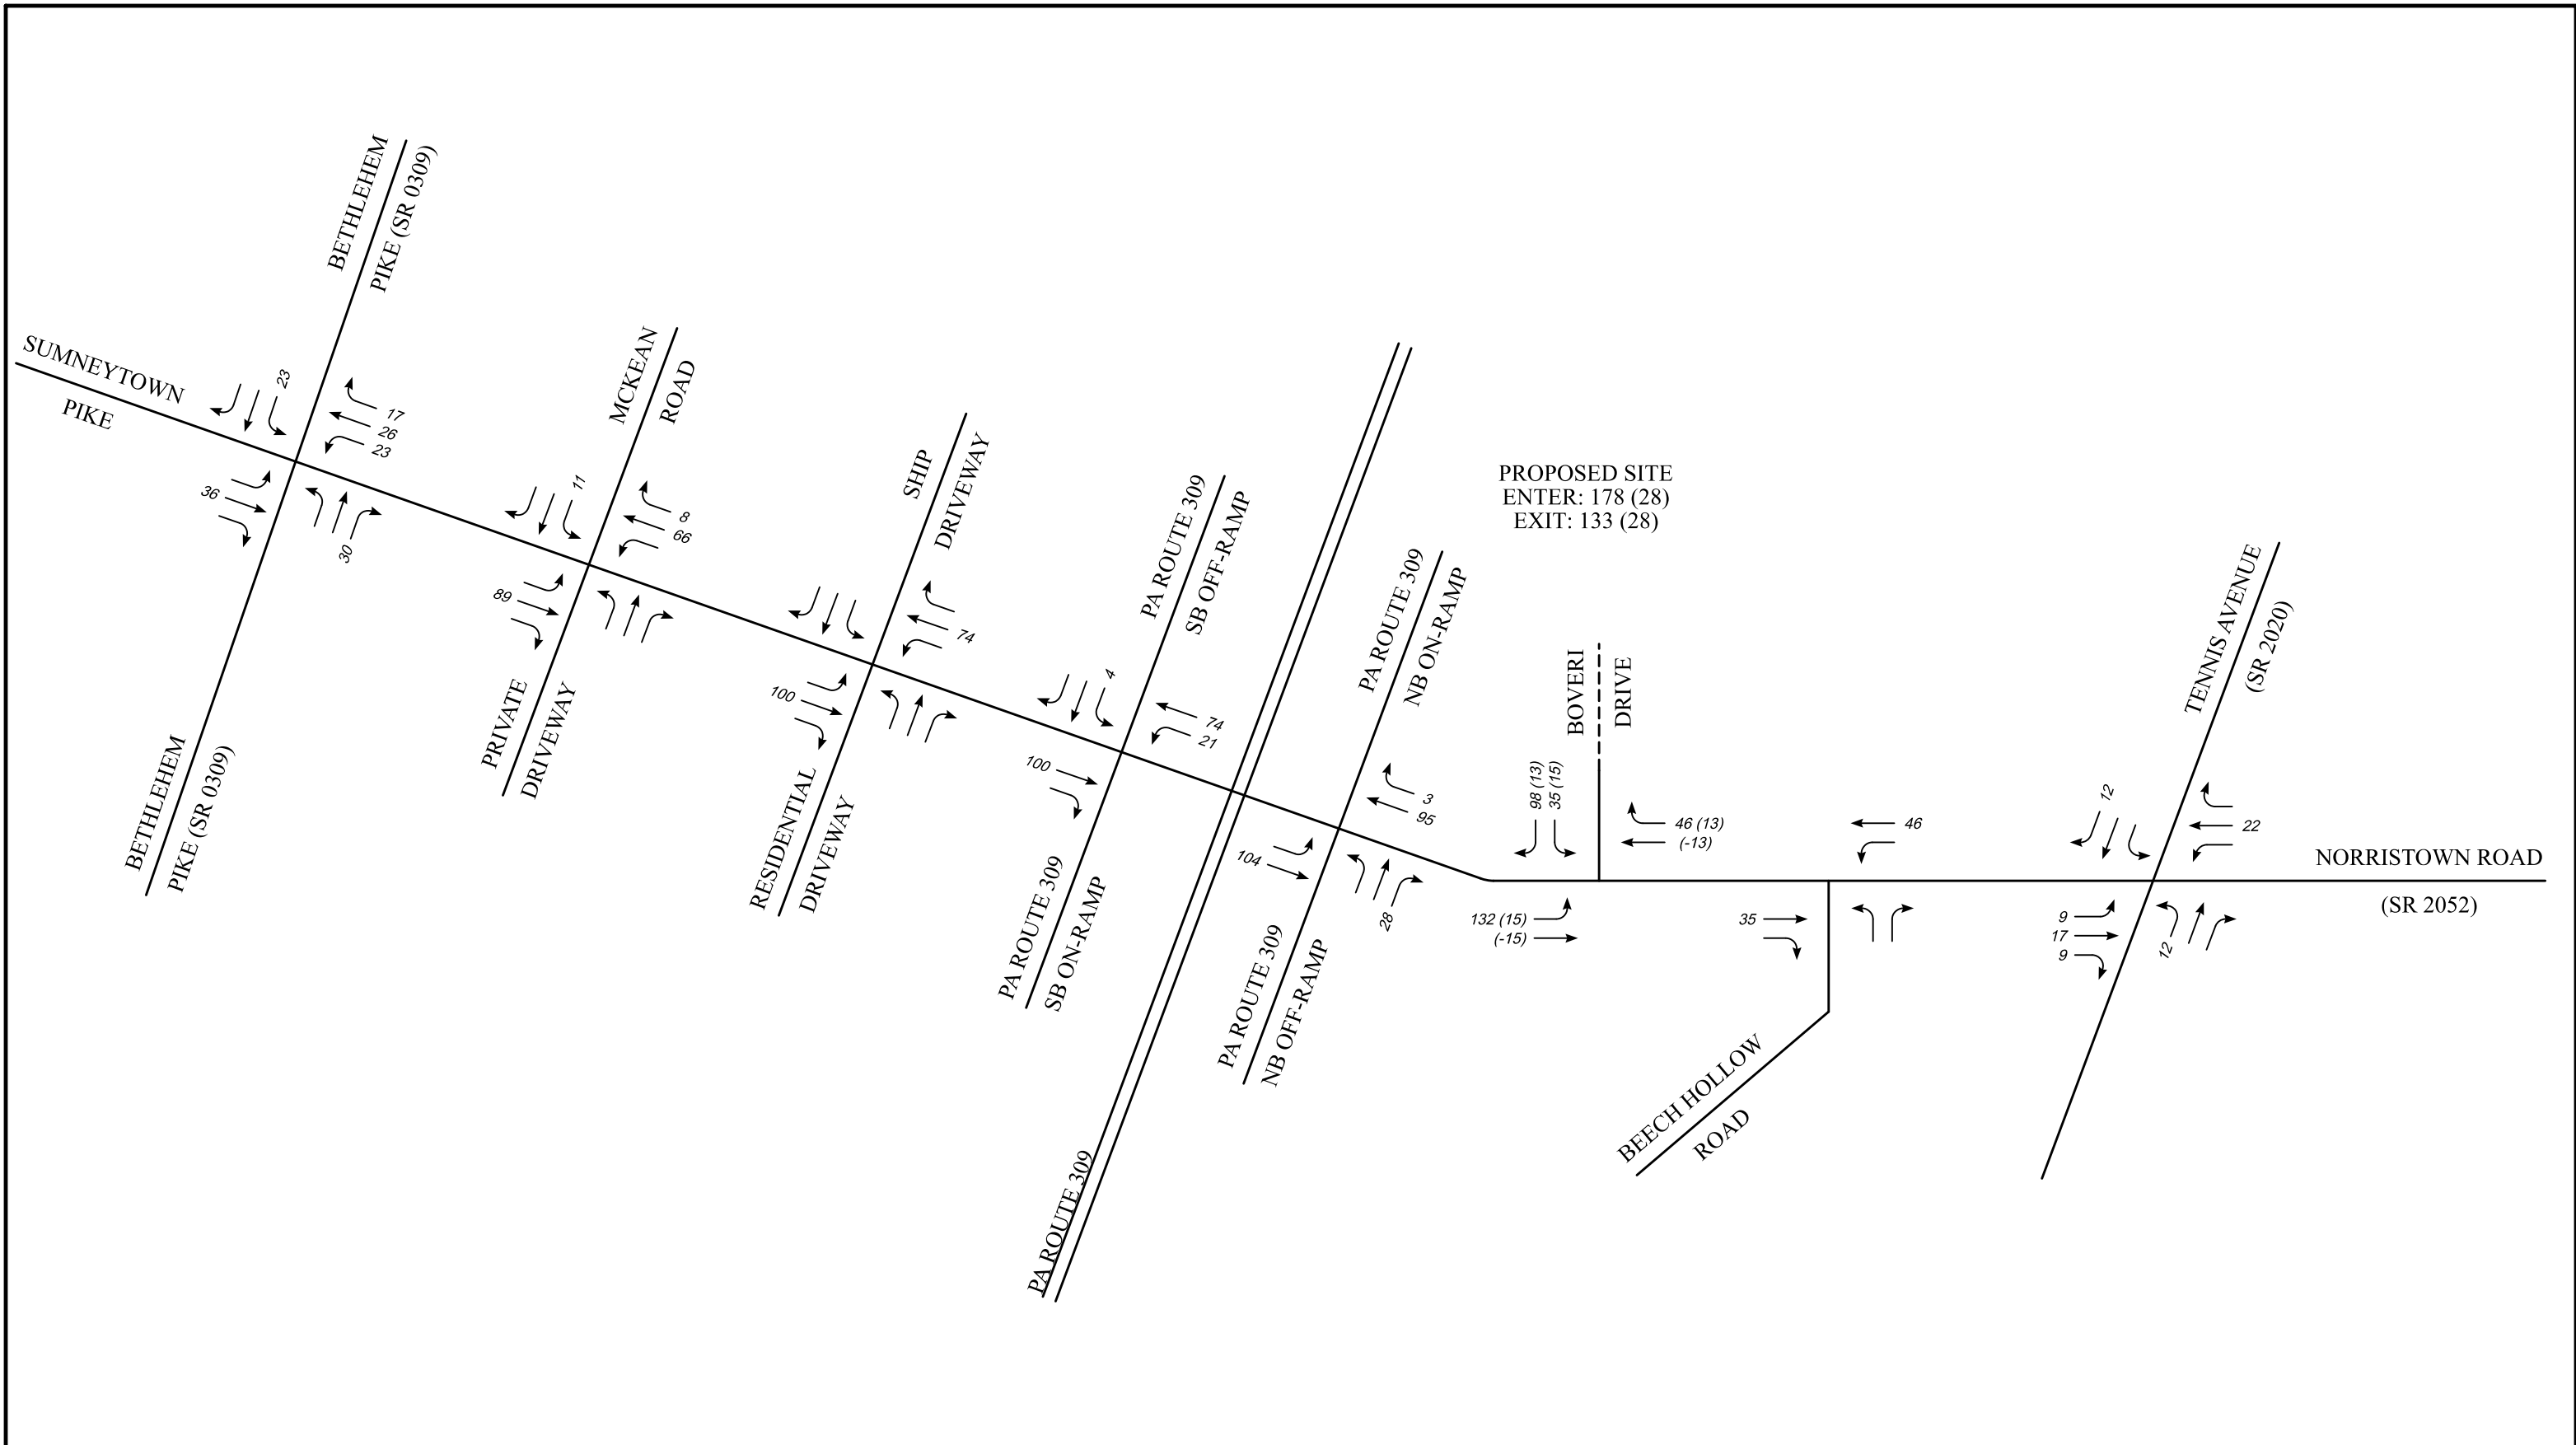 BETHLEHEM
PIKE (SR 0309)
SUMNEYTOWN
PIKE
23
17
26
23
36
30
BETHLEHEM
PIKE (SR 0309)
MCKEAN
ROAD
11
8
66
89
PRIVATE
DRIVEWAY
SHIP
DRIVEWAY
74
100
RESIDENTIAL
DRIVEWAY
PA ROUTE 309
SB OFF-RAMP
4
74
21
100
PA ROUTE 309
SB ON-RAMP
PA ROUTE 309
PA ROUTE 309
NB ON-RAMP
3
95
104
28
PA ROUTE 309
NB OFF-RAMP
PROPOSED SITE
ENTER: 178 (28)
EXIT: 133 (28)
BOVERI
DRIVE
98 (13)
35 (15)
46 (13)
(-13)
132 (15)
(-15)
46
35
BEECH HOLLOW
ROAD
TENNIS AVENUE
(SR 2020)
12
22
9
17
9
12
NORRISTOWN ROAD
(SR 2052)